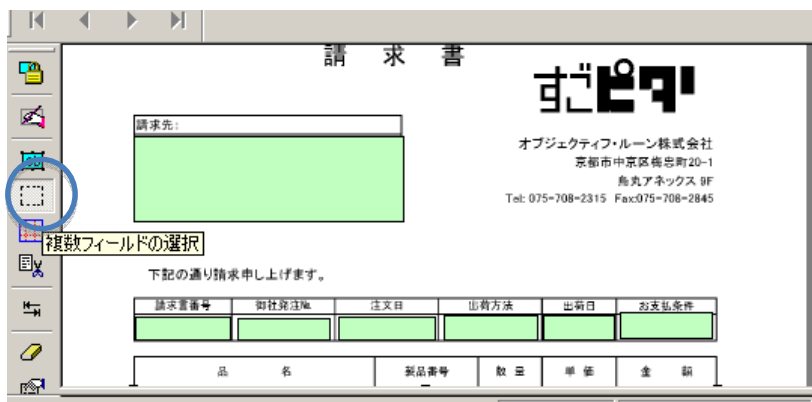 請 求 書
すごピタ!
請求先:
オブジェクティフ・ルーン株式会社
京都市中京区梅忠町20-1
烏丸アネックス 9F
Tel: 075-708-2315 Fax:075-708-2845
複数フィールドの選択
下記の通り請求申し上げます。
請求書番号 御社発注№ 注文日 出荷方法 出荷日 お支払条件
品 名 製品番号 数 量 単 価 金 額